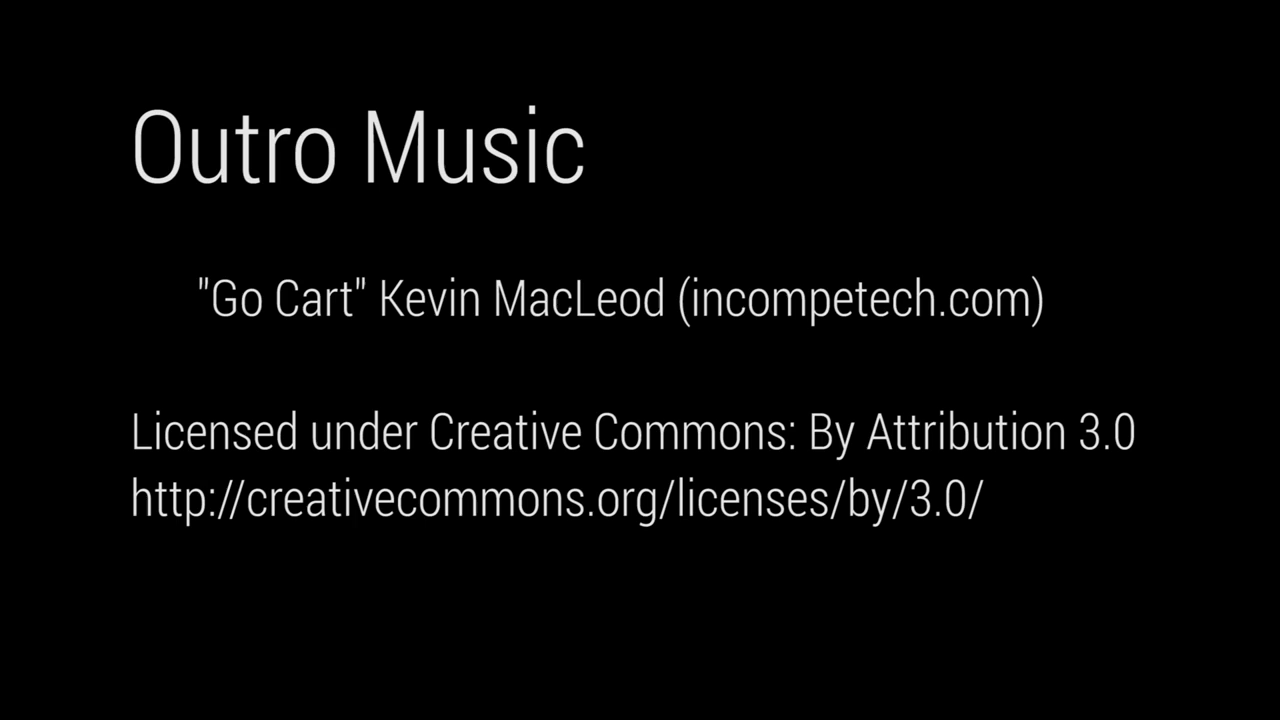 Outro Music
"Go Cart" Kevin MacLeod (incompetech.com)
Licensed under Creative Commons: By Attribution 3.0
http://creativecommons.org/licenses/by/3.0/